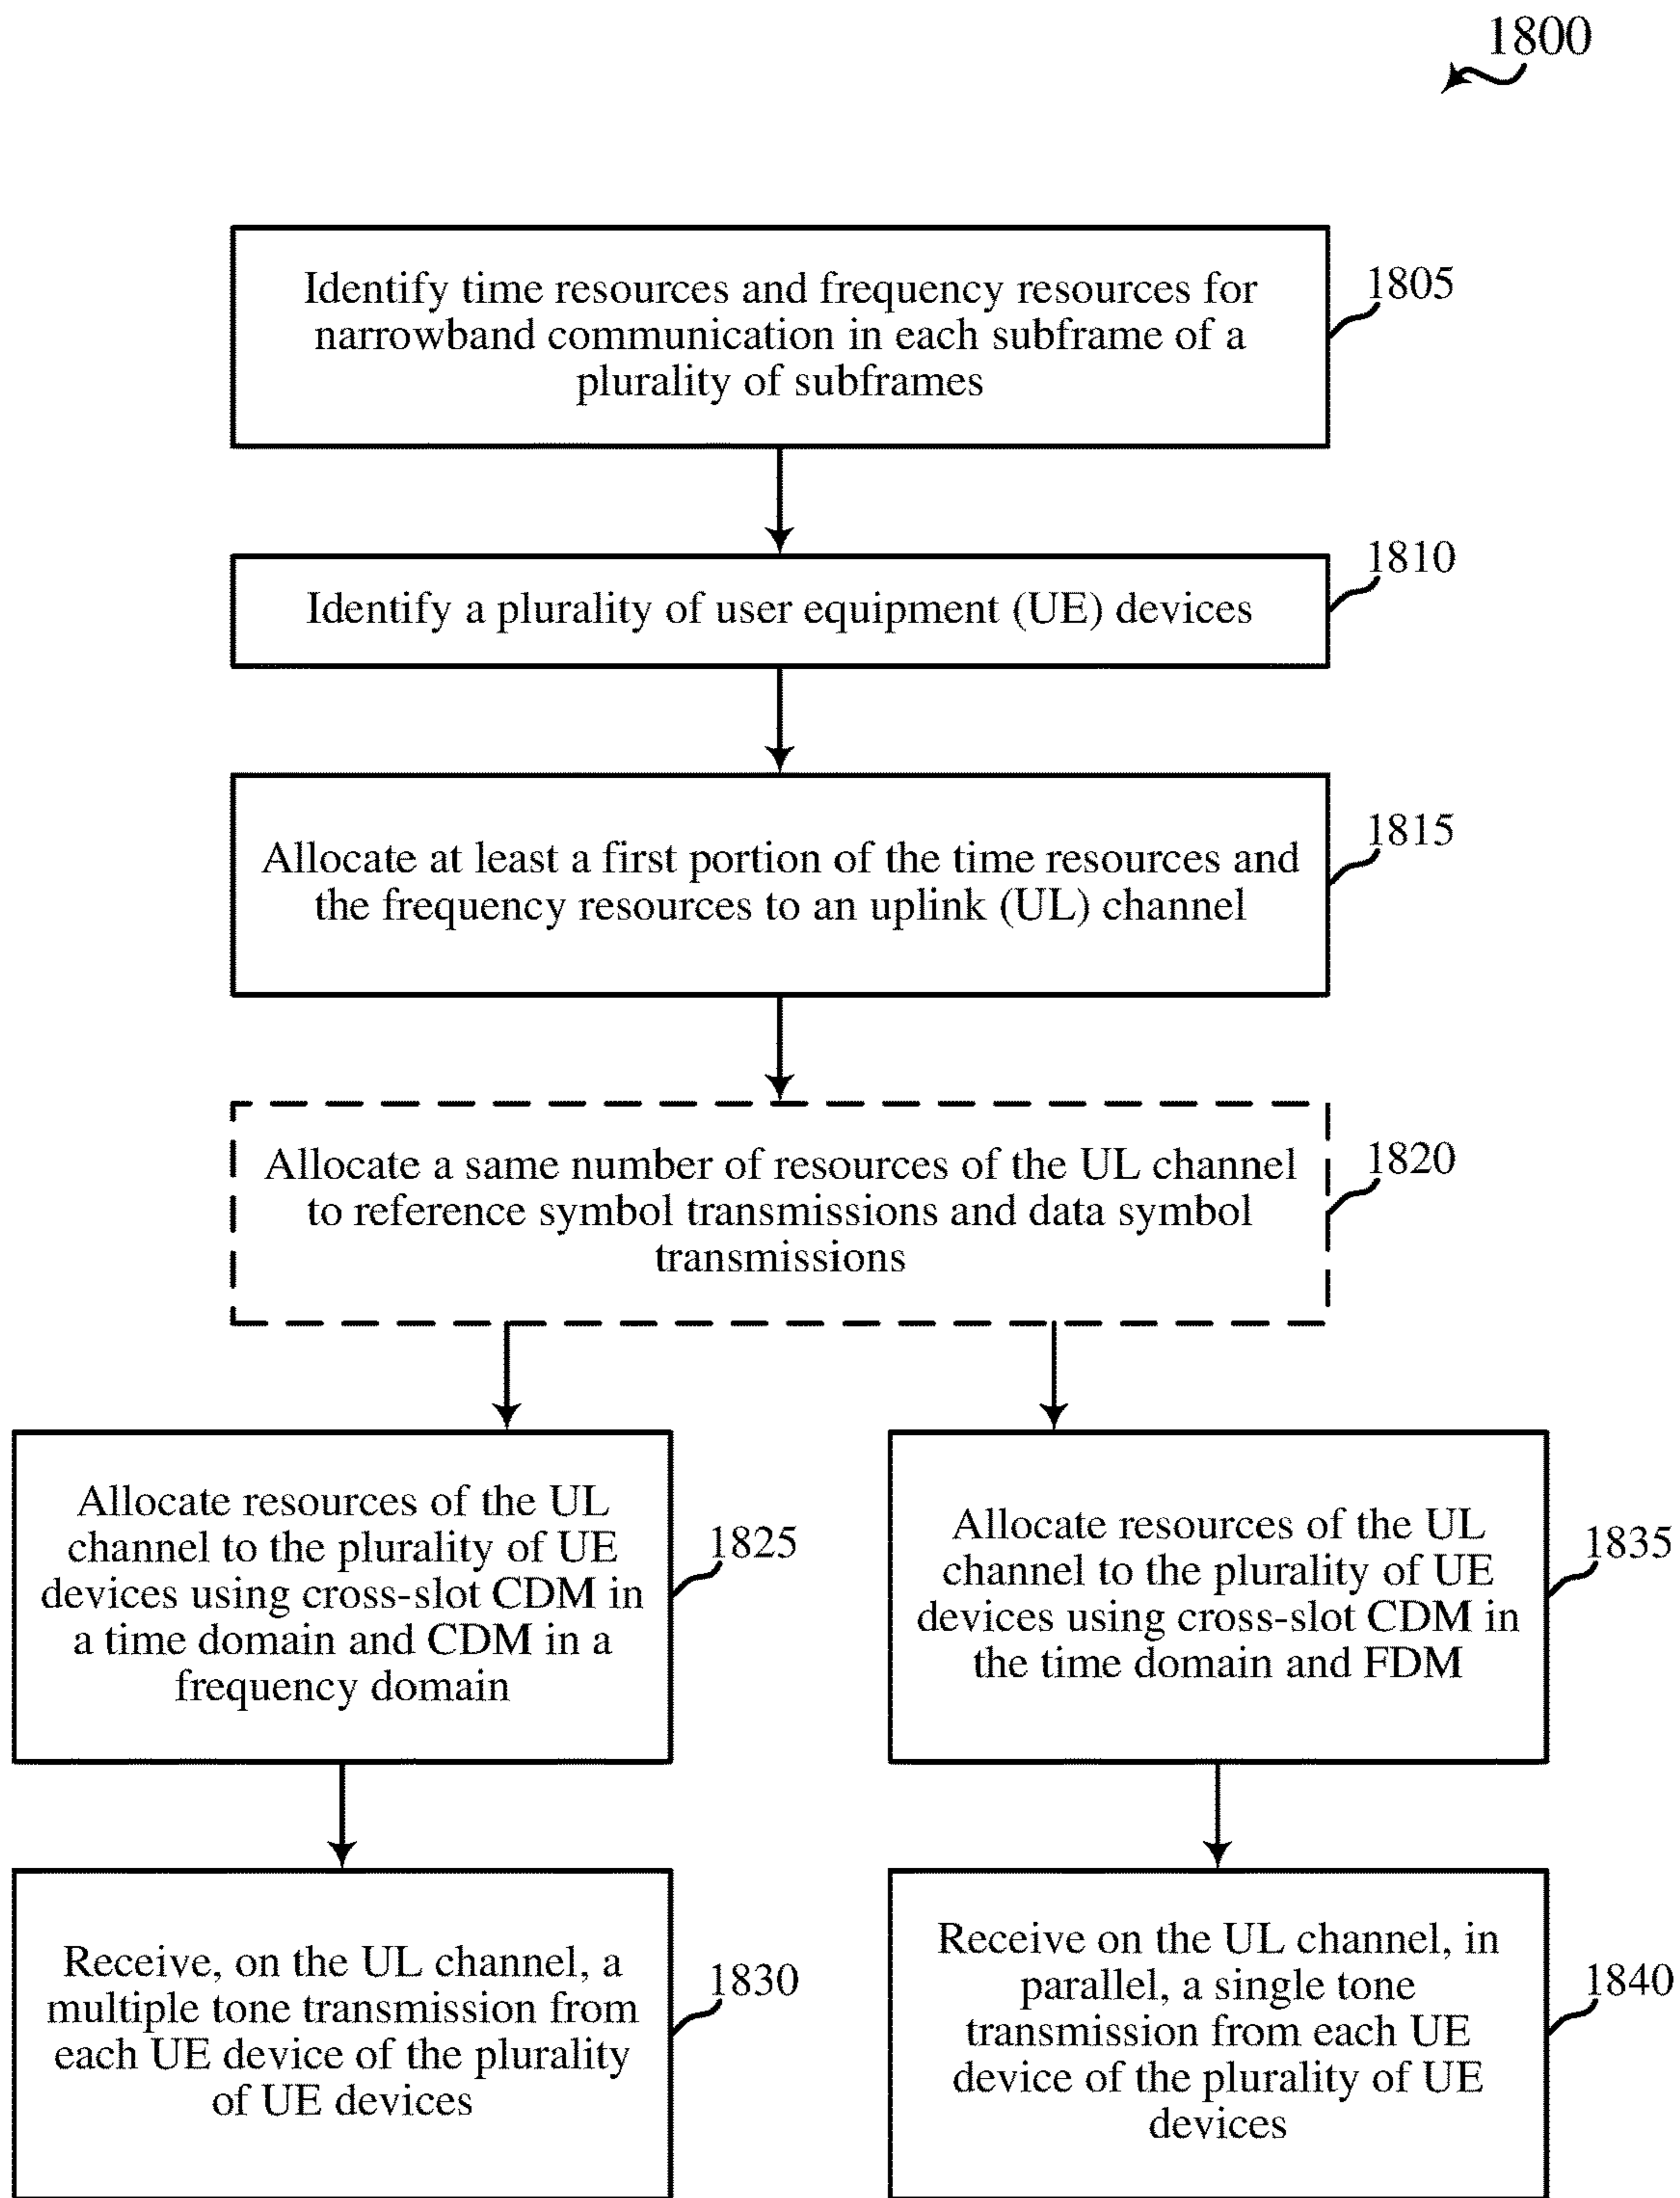 1800
Identify time resources and frequency resources for
narrowband communication in each subframe of a
plurality of subframes
1805
Identify a plurality of user equipment (UE) devices
1810
Allocate at least a first portion of the time resources and
the frequency resources to an uplink (UL) channel
1815
Allocate a same number of resources of the UL channel
to reference symbol transmissions and data symbol
transmissions
1820
Allocate resources of the UL
channel to the plurality of UE
devices using cross-slot CDM in
a time domain and CDM in a
frequency domain
1825
Allocate resources of the UL
channel to the plurality of UE
devices using cross-slot CDM in
the time domain and FDM
1835
Receive, on the UL channel, a
multiple tone transmission from
each UE device of the plurality
of UE devices
1830
Receive on the UL channel, in
parallel, a single tone
transmission from each UE
device of the plurality of UE
devices
1840